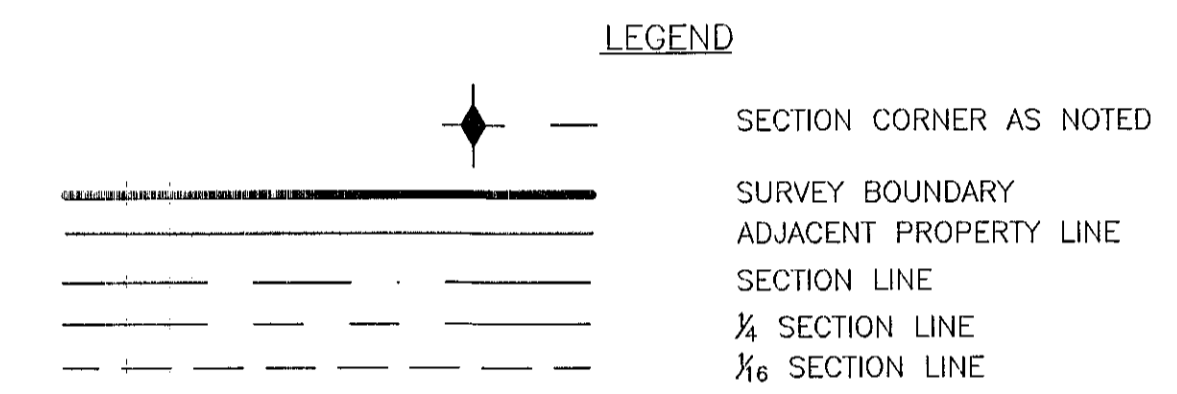 LEGEND
SECTION CORNER AS NOTED
SURVEY BOUNDARY
ADJACENT PROPERTY LINE
SECTION LINE
1/4 SECTION LINE
1/16 SECTION LINE